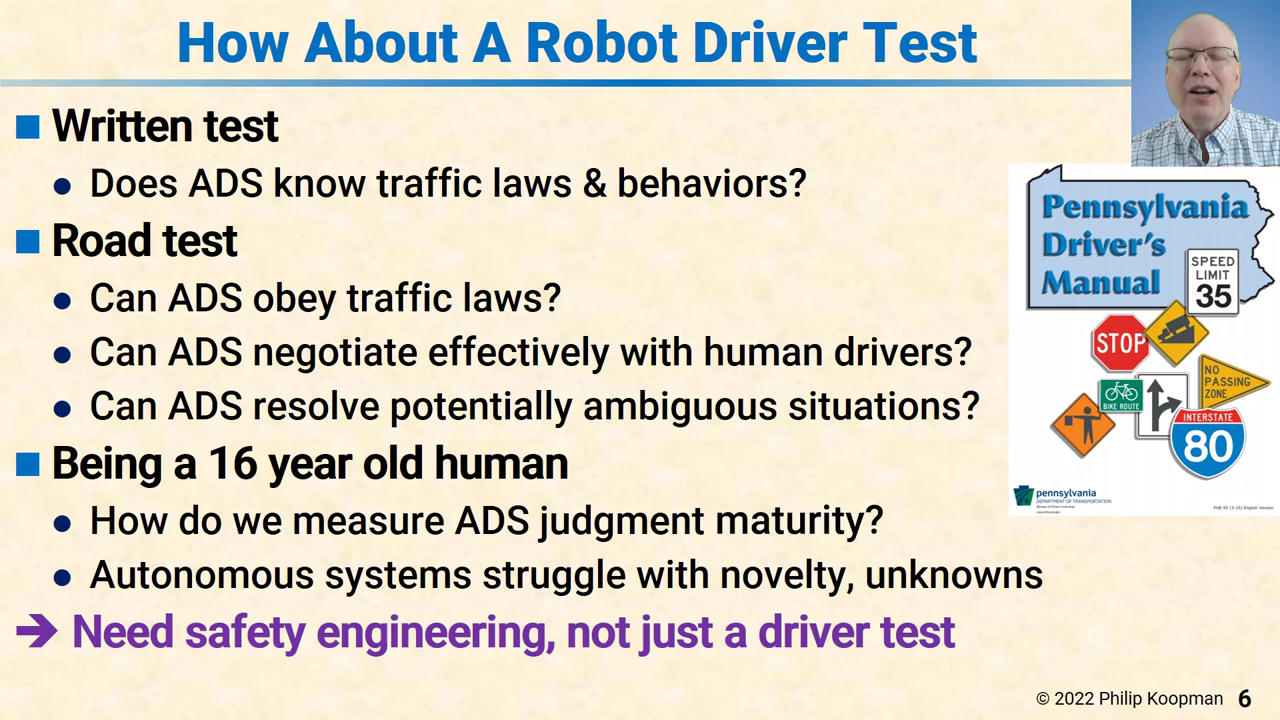 How About A Robot Driver Test
Written test
Does ADS know traffic laws & behaviors?
Road test
Can ADS obey traffic laws?
Can ADS negotiate effectively with human drivers?
Can ADS resolve potentially ambiguous situations?
Being a 16 year old human
How do we measure ADS judgment maturity?
Autonomous systems struggle with novelty, unknowns
➔ Need safety engineering, not just a driver test
Pennsylvania
Driver's
Manual
SPEED
LIMIT
35
STOP
NO
PASSING
ZONE
BIKE ROUTE
INTERSTATE
80
pennsylvania
DEPARTMENT OF TRANSPORTATION
© 2022 Philip Koopman 6